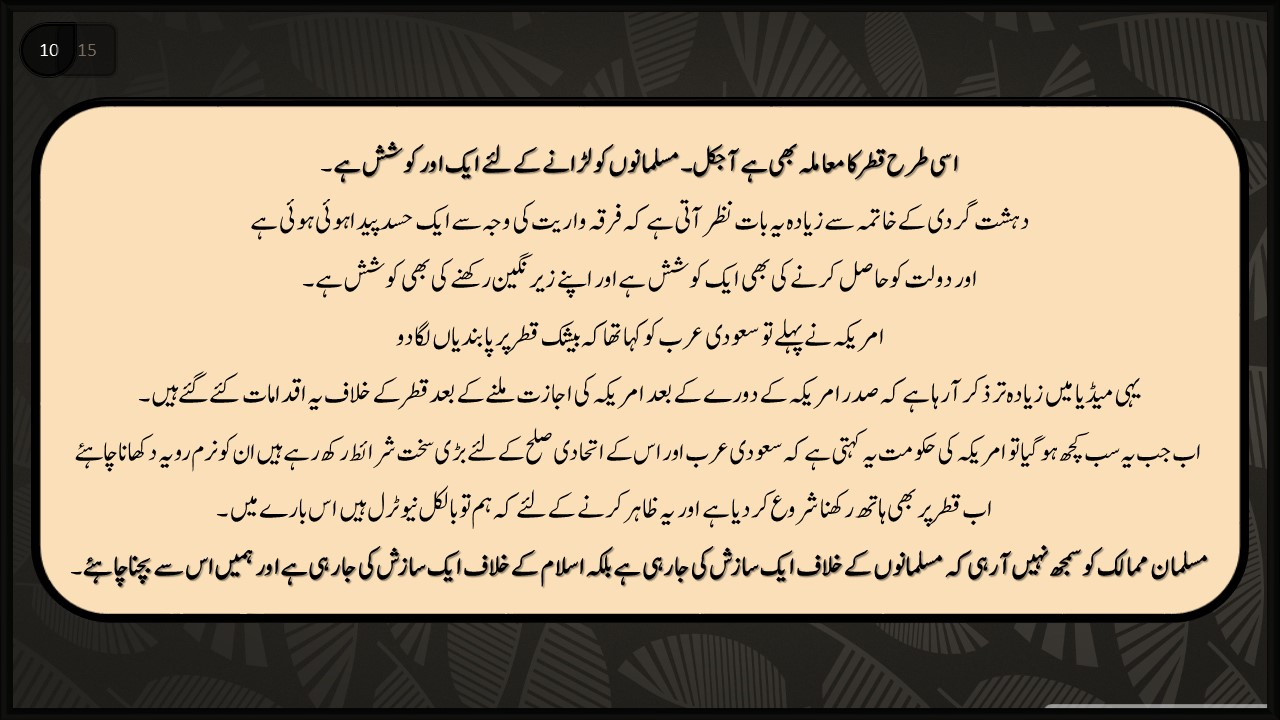 10 15
اسی طرح قطر کا معاملہ بھی ہے آجکل۔ مسلمانوں کو لڑانے کے لئے ایک اور کوشش ہے۔
دہشت گردی کے خاتمہ سے زیادہ یہ بات نظر آتی ہے کہ فرقہ واریت کی وجہ سے ایک حسد پیدا ہوئی ہوئی ہے
اور دولت کو حاصل کرنے کی بھی ایک کوشش ہے اور اپنے زیر نگین رکھنے کی بھی کوشش ہے۔
امریکہ نے پہلے تو سعودی عرب کو کہا تھا کہ بیشک قطر پر پابندیاں لگا دو
یہی میڈیا میں زیادہ تر ذکر آ رہا ہے کہ صدر امریکہ کے دورے کے بعد امریکہ کی اجازت ملنے کے بعد قطر کے خلاف یہ اقدامات کئے گئے ہیں۔
اب جب یہ سب کچھ ہو گیا تو امریکہ کی حکومت یہ کہتی ہے کہ سعودی عرب اور اس کے اتحادی صلح کے لئے بڑی سخت شرائط رکھ رہے ہیں ان کو نرم رویہ دکھانا چاہئے
اب قطر پر بھی ہاتھ رکھنا شروع کر دیا ہے اور یہ ظاہر کرنے کے لئے کہ ہم تو بالکل نیوٹرل ہیں اس بارے میں۔
مسلمان ممالک کو سمجھ نہیں آ رہی کہ مسلمانوں کے خلاف ایک سازش کی جا رہی ہے بلکہ اسلام کے خلاف ایک سازش کی جا رہی ہے اور ہمیں اس سے بچنا چاہئے۔